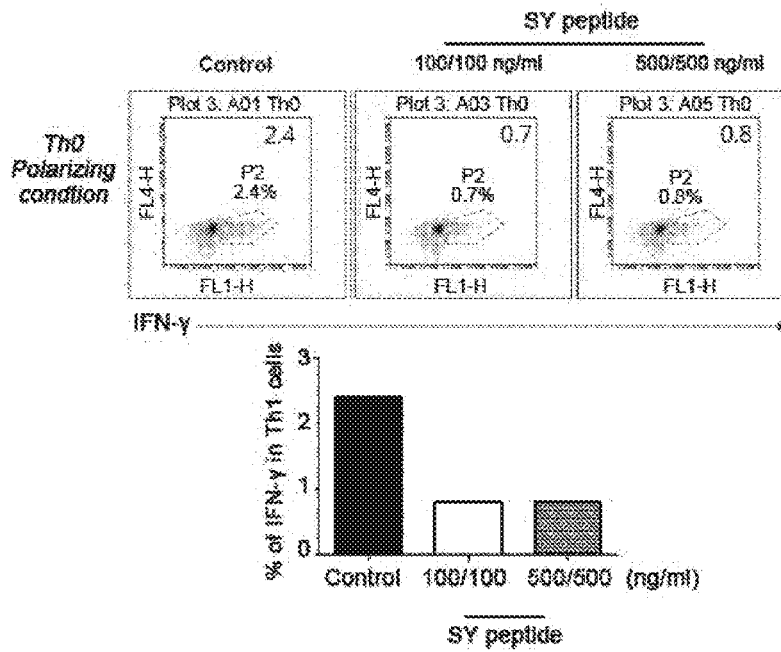 SY peptide
Control 100/100 ng/ml 500/500 ng/ml
Th0
Polarizing
condtion
Plot 3: A01 Th0 Plot 3: A03 Th0 Plot 3: A05 Th0
2.4 0.7 0.8
P2 P2 P2
2.4% 0.7% 0.8%
FL4-H FL4-H FL4-H
FL1-H FL1-H FL1-H
IFN-γ
% of IFN-γ in Th1 cells
3
2
1
0
Control 100/100 500/500 (ng/ml)
SY peptide